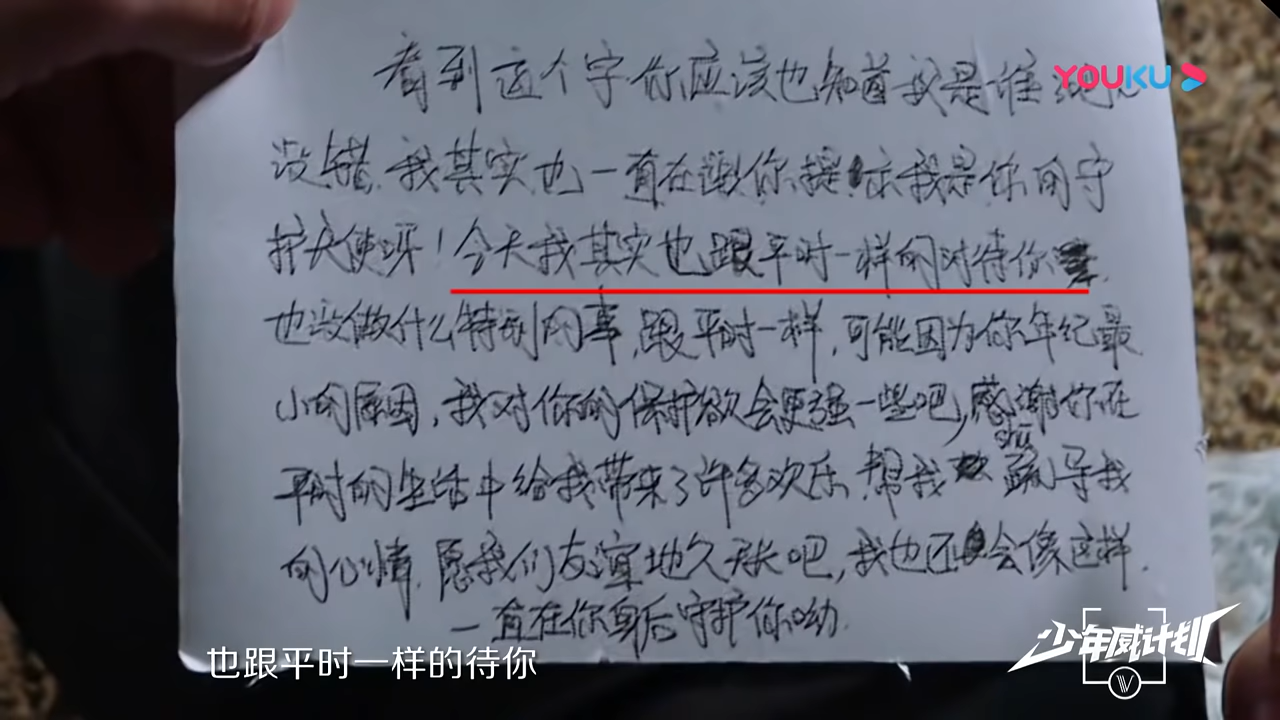 看到这个字你应该也知道我是谁
YOUKU
没错,我其实也一直在谢你提示我是你的守
护天使呀!今天我其实也跟平时一样的对待你
也没做什么特别的事,跟平时一样,可能因为你年纪最
小的原因,我对你的保护欲会更强一些吧,感谢你在
平时的生活中给我带来了许多欢乐,帮我shū疏导我
的心情,愿我们友谊地久天长吧,我也还会像这样
一直在你身后守护你呦
也跟平时一样的待你
少年威计划
V